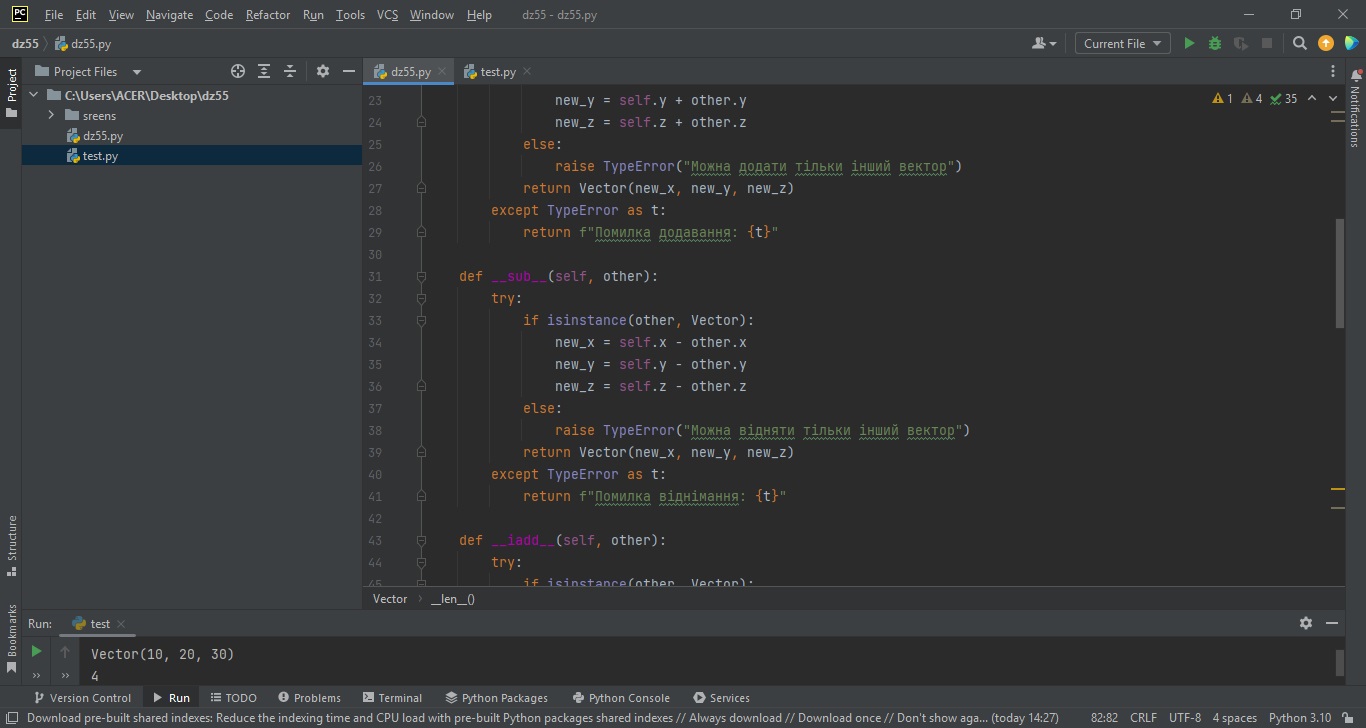 PC File Edit View Navigate Code Refactor Run Tools VCS Window Help dz55 - dz55.py
dz55 dz55.py Current File
Project
Project Files
dz55.py test.py
C:\Users\ACER\Desktop\dz55
sreens
dz55.py
test.py
1 4 35
Notifications
23 new_y = self.y + other.y
24 new_z = self.z + other.z
25 else:
26 raise TypeError("Можна додати тільки інший вектор")
27 return Vector(new_x, new_y, new_z)
28 except TypeError as t:
29 return f"Помилка додавання: {t}"
30
31 def __sub__(self, other):
32 try:
33 if isinstance(other, Vector):
34 new_x = self.x - other.x
35 new_y = self.y - other.y
36 new_z = self.z - other.z
37 else:
38 raise TypeError("Можна відняти тільки інший вектор")
39 return Vector(new_x, new_y, new_z)
40 except TypeError as t:
41 return f"Помилка віднімання: {t}"
42
43 def __iadd__(self, other):
44 try:
45 if isinstance(other, Vector):
Vector __len__()
Structure
Bookmarks
Run: test
Vector(10, 20, 30)
4
Version Control Run TODO Problems Terminal Python Packages Python Console Services
Download pre-built shared indexes: Reduce the indexing time and CPU load with pre-built Python packages shared indexes // Always download // Download once // Don't show aga... (today 14:27) 82:82 CRLF UTF-8 4 spaces Python 3.10